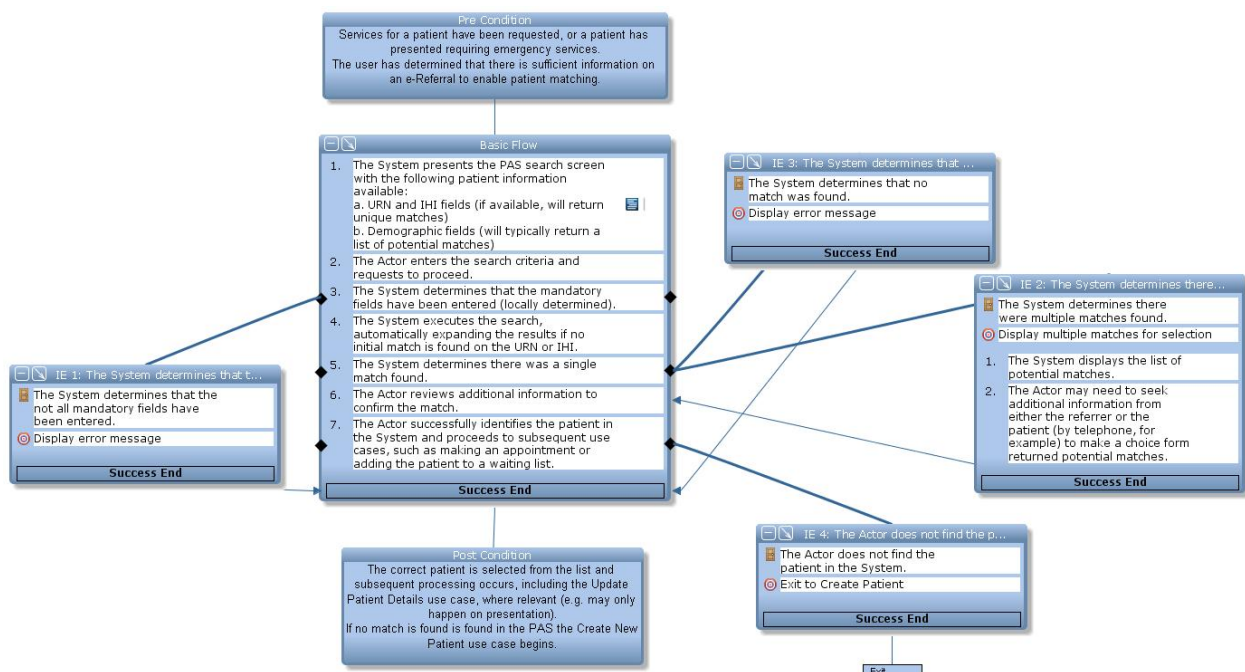 Pre Condition
Services for a patient have been requested, or a patient has
presented requiring emergency services.
The user has determined that there is sufficient information on
an e-Referral to enable patient matching.
Basic Flow
1. The System presents the PAS search screen
with the following patient information
available:
a. URN and IHI fields (if available, will return
unique matches)
b. Demographic fields (will typically return a
list of potential matches)
2. The Actor enters the search criteria and
requests to proceed.
3. The System determines that the mandatory
fields have been entered (locally determined).
4. The System executes the search,
automatically expanding the results if no
initial match is found on the URN or IHI.
5. The System determines there was a single
match found.
6. The Actor reviews additional information to
confirm the match.
7. The Actor successfully identifies the patient in
the System and proceeds to subsequent use
cases, such as making an appointment or
adding the patient to a waiting list.
Success End
IE 3: The System determines that ...
The System determines that no
match was found.
Display error message
Success End
IE 2: The System determines there...
The System determines there
were multiple matches found.
Display multiple matches for selection
1. The System displays the list of
potential matches.
2. The Actor may need to seek
additional information from
either the referrer or the
patient (by telephone, for
example) to make a choice form
returned potential matches.
Success End
IE 1: The System determines that t...
The System determines that the
not all mandatory fields have
been entered.
Display error message
Success End
IE 4: The Actor does not find the p...
The Actor does not find the
patient in the System.
Exit to Create Patient
Success End
Exit
Post Condition
The correct patient is selected from the list and
subsequent processing occurs, including the Update
Patient Details use case, where relevant (e.g. may only
happen on presentation).
If no match is found is found in the PAS the Create New
Patient use case begins.